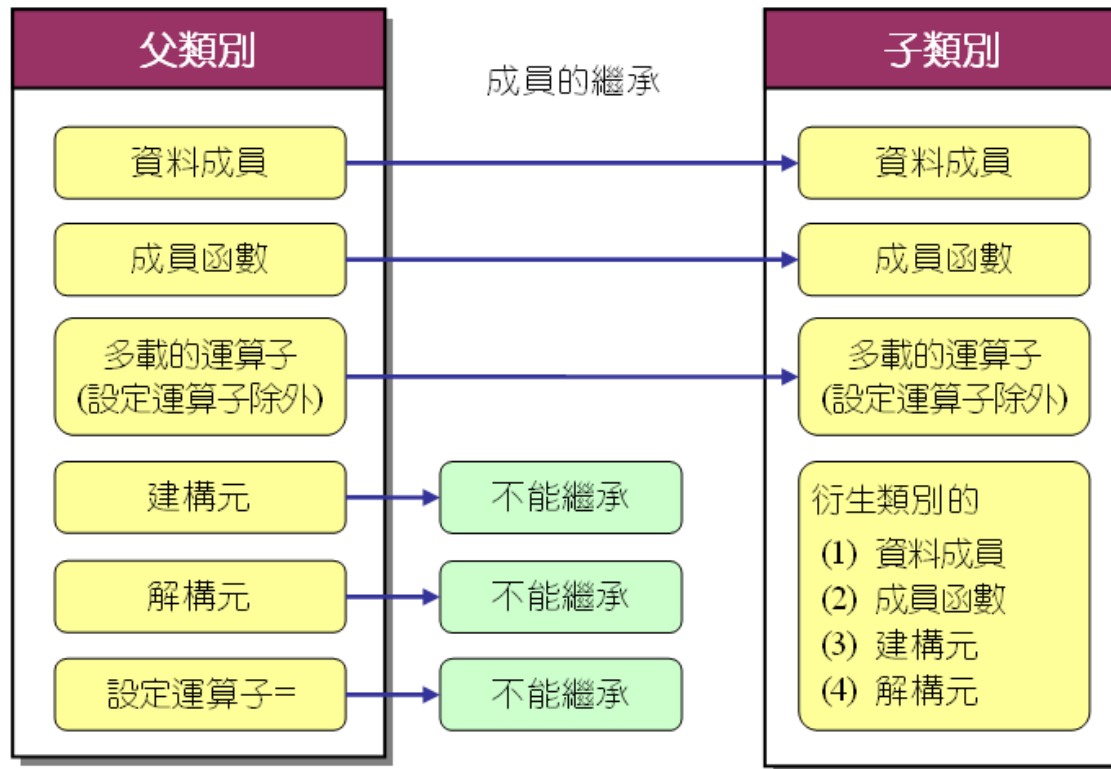 父類別
成員的繼承
子類別
資料成員
資料成員
成員函數
成員函數
多載的運算子
(設定運算子除外)
多載的運算子
(設定運算子除外)
建構元
不能繼承
解構元
不能繼承
設定運算子=
不能繼承
衍生類別的
(1) 資料成員
(2) 成員函數
(3) 建構元
(4) 解構元